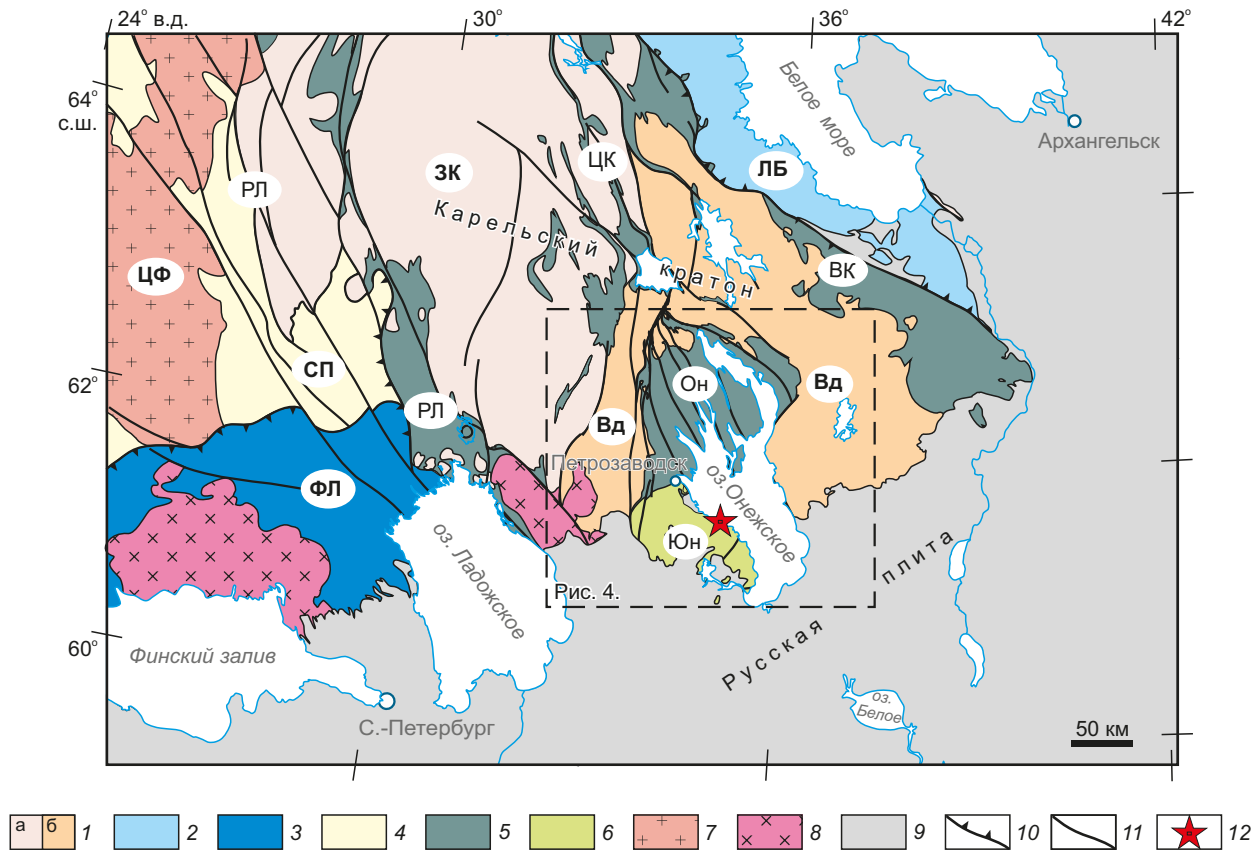 24° в.д.
30°
36°
42°
64°
с.ш.
62°
60°
Белое море
Архангельск
ЦК
ЛБ
ЗК
РЛ
Карельский
кратон
ВК
ЦФ
СП
Он
Вд
РЛ
Вд
Петрозаводск
оз.Онежское
ФЛ
Юн
оз. Ладожское
Рис. 4.
Русская плита
Финский залив
С.-Петербург
оз.
Белое
50 км
а б 1 2 3 4 5 6 7 8 9 10 11 12